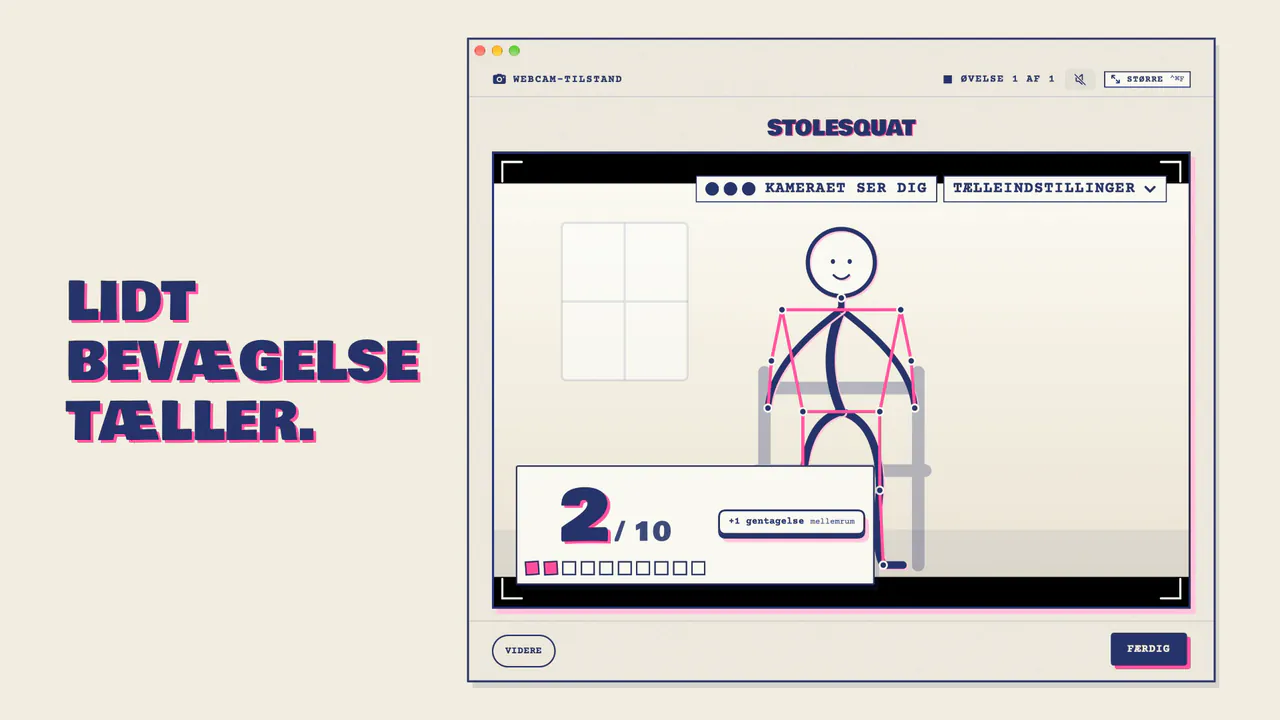 LIDT
BEVÆGELSE
TÆLLER.
WEBCAM-TILSTAND
ØVELSE 1 AF 1
STØRRE ^⌘F
STOLESQUAT
KAMERAET SER DIG
TÆLLEINDSTILLINGER
2 / 10
+1 gentagelse mellemrum
VIDERE
FÆRDIG